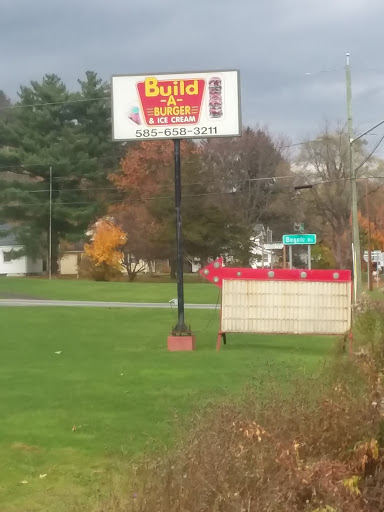 Build
-A-
BURGER
& ICE CREAM
585-658-3211